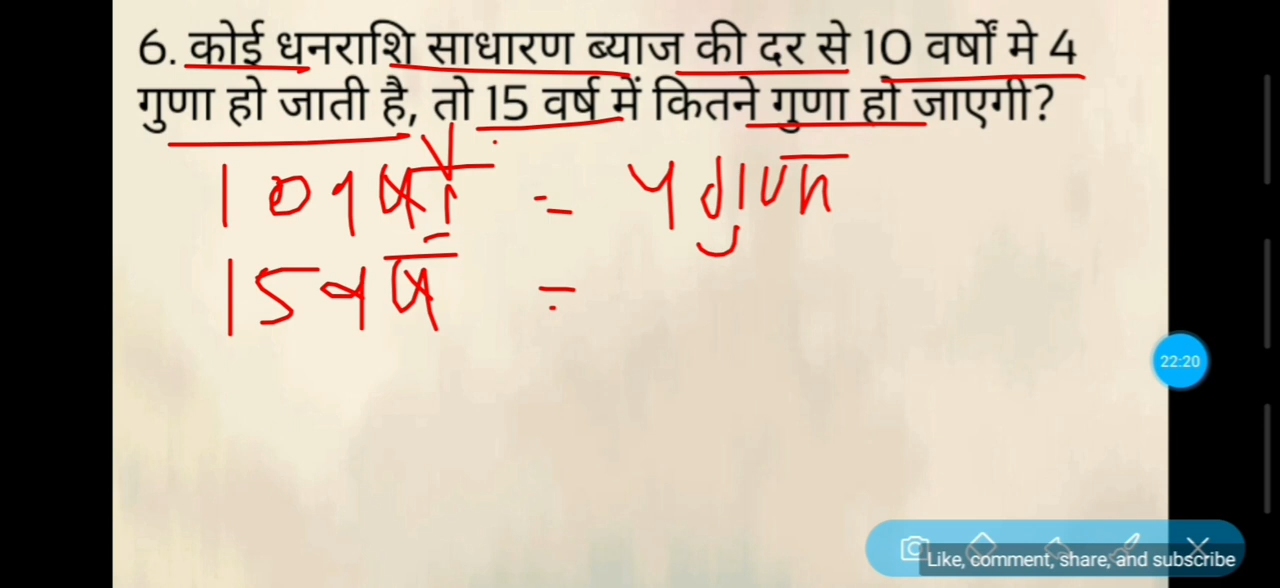 6. कोई धनराशि साधारण ब्याज की दर से 10 वर्षों मे 4
गुणा हो जाती है, तो 15 वर्ष में कितने गुणा हो जाएगी?
10 वर्षों = 4 गुणा
15 वर्ष =
22:20
Like, comment, share, and subscribe